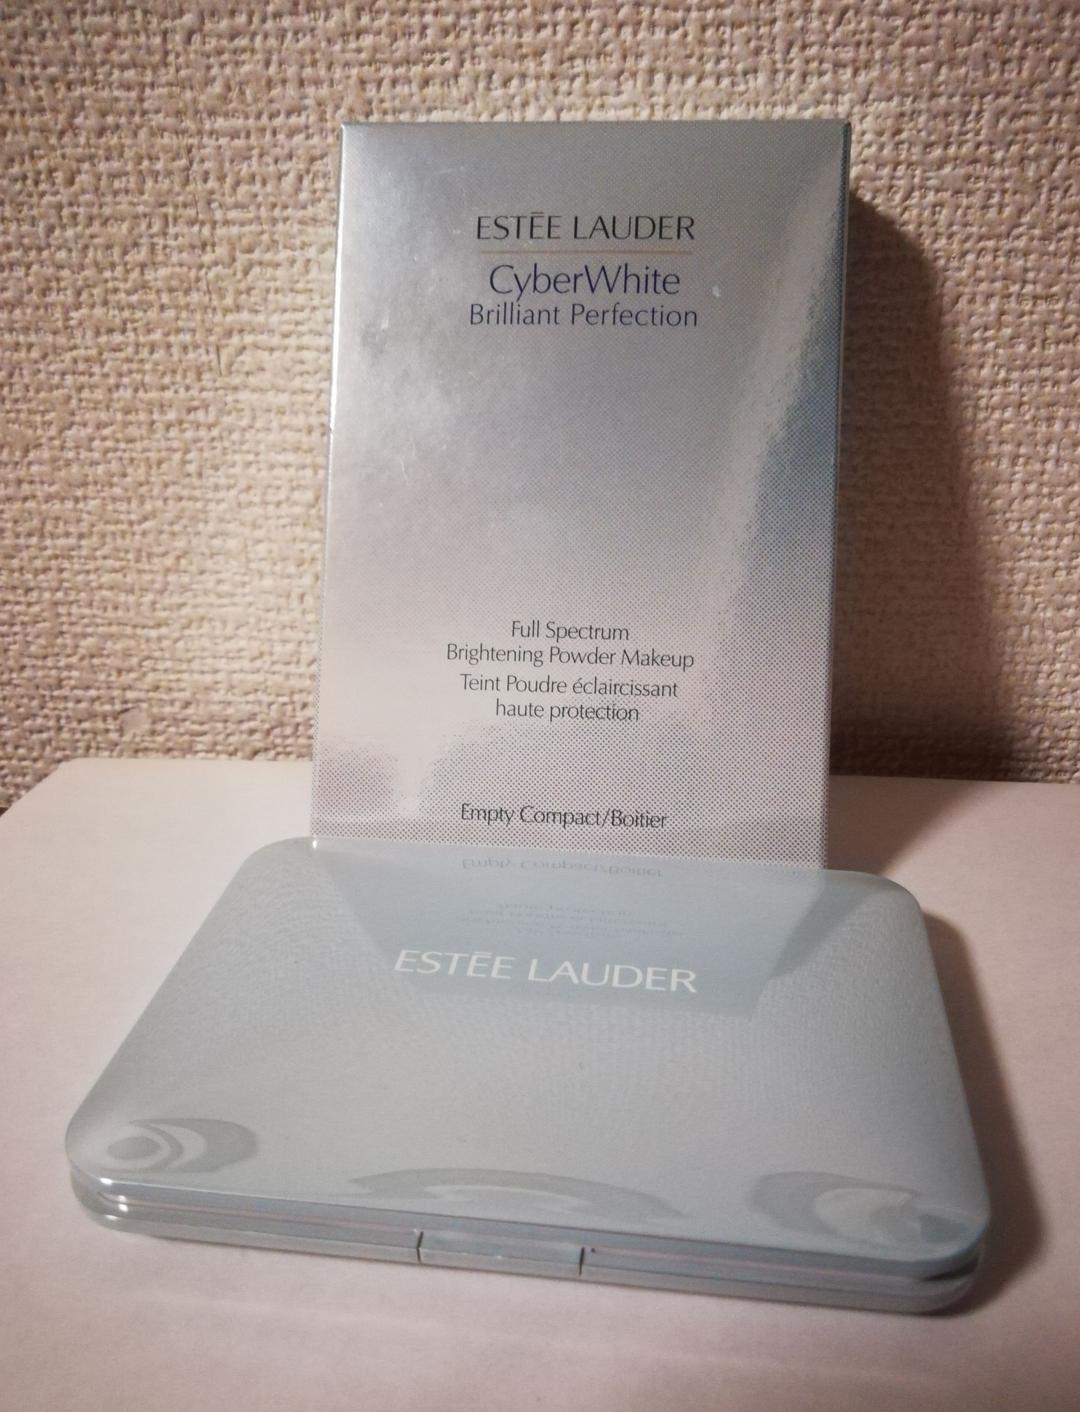 ESTĒE LAUDER
CyberWhite
Brilliant Perfection
Full Spectrum
Brightening Powder Makeup
Teint Poudre éclaircissant
haute protection
Empty Compact/Boitier
ESTĒE LAUDER